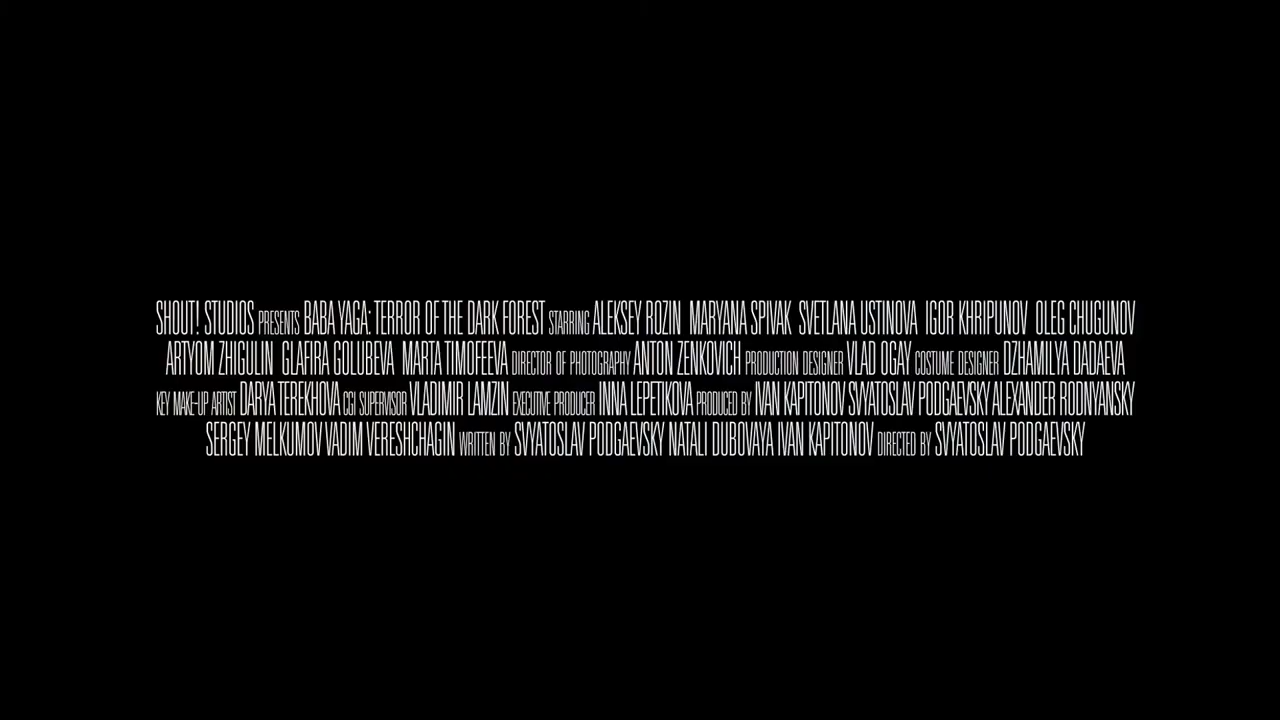 SHOUT! STUDIOS PRESENTS BABA YAGA: TERROR OF THE DARK FOREST STARRING ALEKSEY ROZIN MARYANA SPIVAK SVETLANA USTINOVA IGOR KHRIPUNOV OLEG CHUGUNOV
ARTYOM ZHIGULIN GLAFIRA GOLUBEVA MARTA TIMOFEEVA DIRECTOR OF PHOTOGRAPHY ANTON ZENKOVICH PRODUCTION DESIGNER VLAD OGAY COSTUME DESIGNER DZHAMILYA DADAEVA
KEY MAKE-UP ARTIST DARYA TEREKHOVA CGI SUPERVISOR VLADIMIR LAMZIN EXECUTIVE PRODUCER INNA LEPETIKOVA PRODUCED BY IVAN KAPITONOV SVYATOSLAV PODGAEVSKY ALEXANDER RODNYANSKY
SERGEY MELKUMOV VADIM VERESHCHAGIN WRITTEN BY SVYATOSLAV PODGAEVSKY NATALI DUBOVAYA IVAN KAPITONOV DIRECTED BY SVYATOSLAV PODGAEVSKY